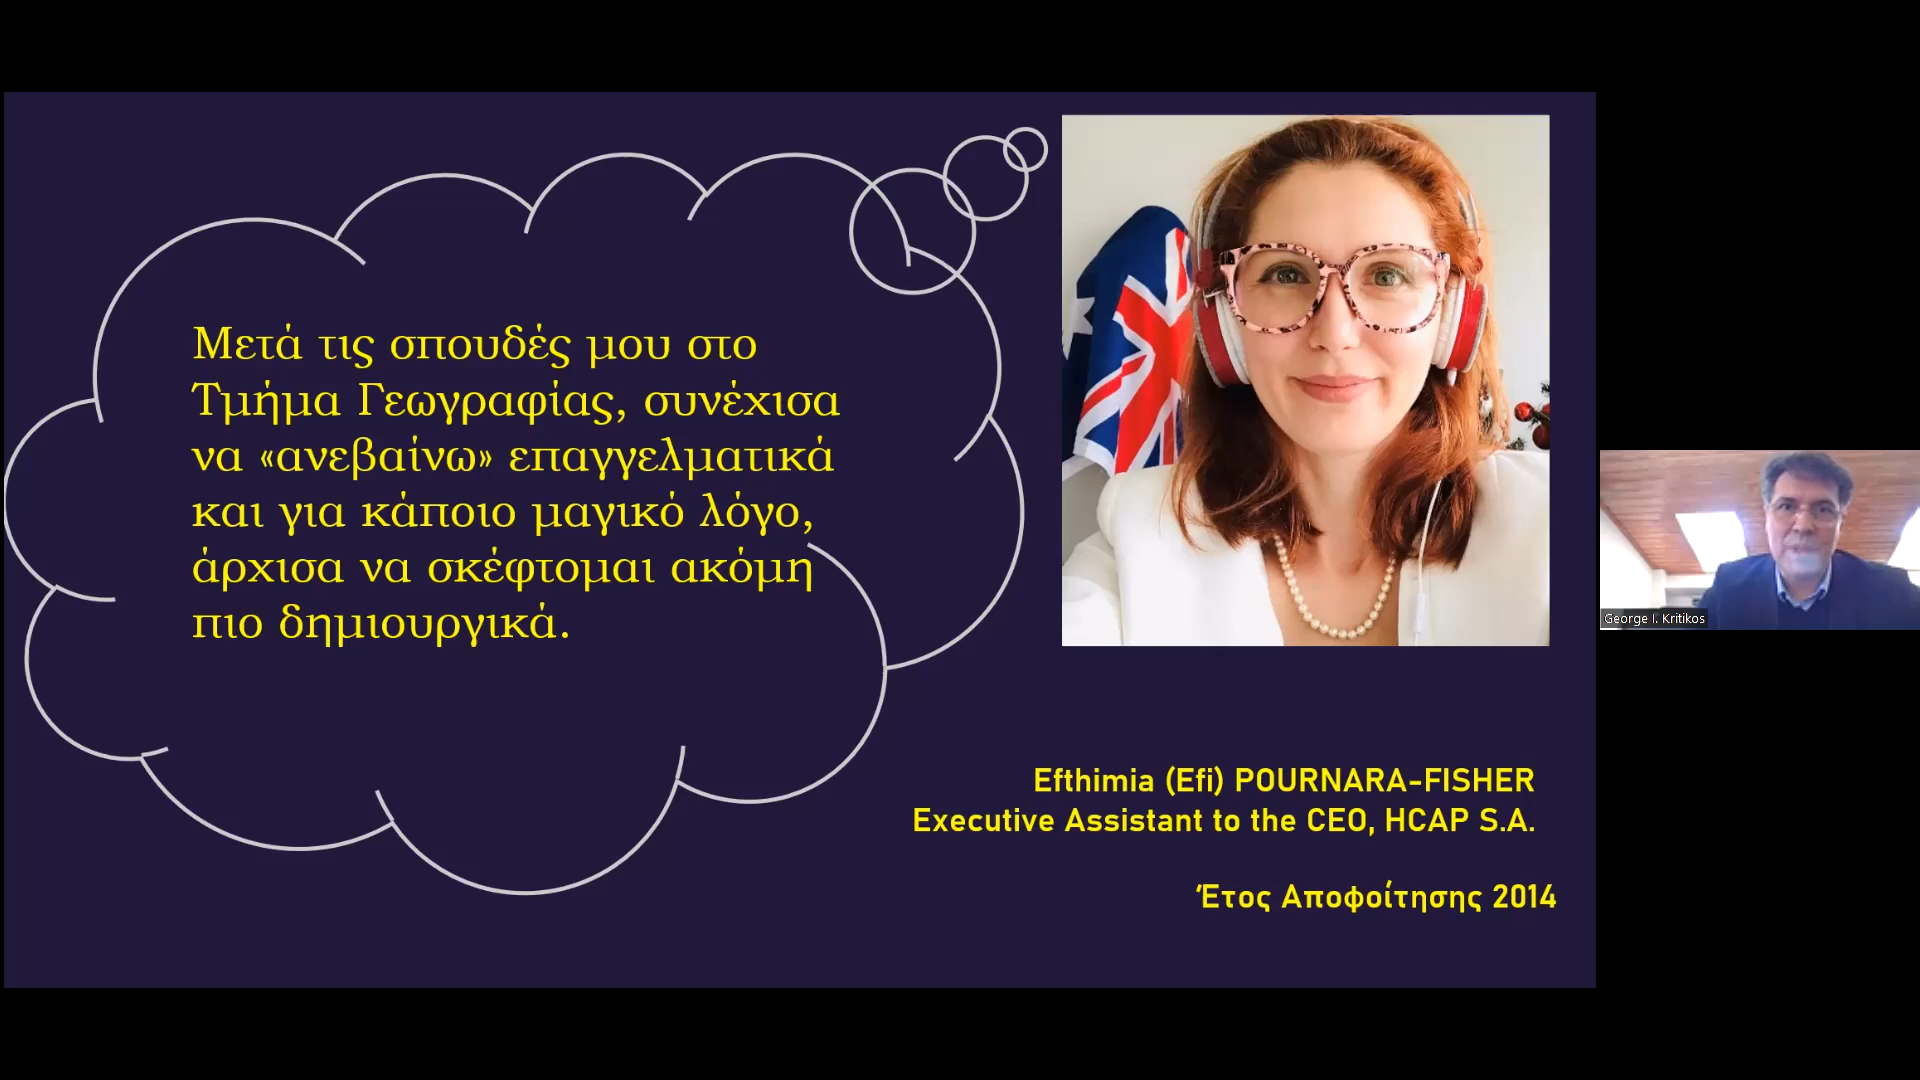 Μετά τις σπουδές μου στο
Τμήμα Γεωγραφίας, συνέχισα
να «ανεβαίνω» επαγγελματικά
και για κάποιο μαγικό λόγο,
άρχισα να σκέφτομαι ακόμη
πιο δημιουργικά.
Efthimia (Efi) POURNARA-FISHER
Executive Assistant to the CEO, HCAP S.A.
Έτος Αποφοίτησης 2014
George I. Kritikos